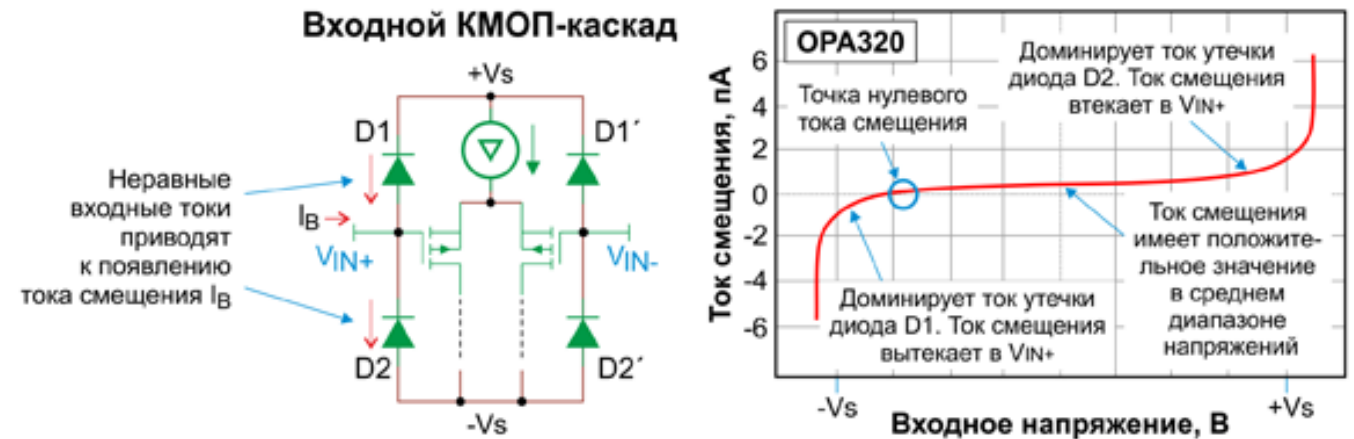 Входной КМОП-каскад
+Vs
D1
D1´
Неравные
входные токи
приводят
к появлению
тока смещения IB
IB
VIN+
VIN-
D2
D2´
-Vs
OPA320
Ток смещения, пА
6
4
2
0
-2
-4
-6
Точка нулевого
тока смещения
Доминирует ток утечки
диода D2. Ток смещения
втекает в VIN+
Ток смещения
имеет положите-
льное значение
в среднем
диапазоне
напряжений
Доминирует ток утечки
диода D1. Ток смещения
вытекает в VIN+
-Vs
+Vs
Входное напряжение, В